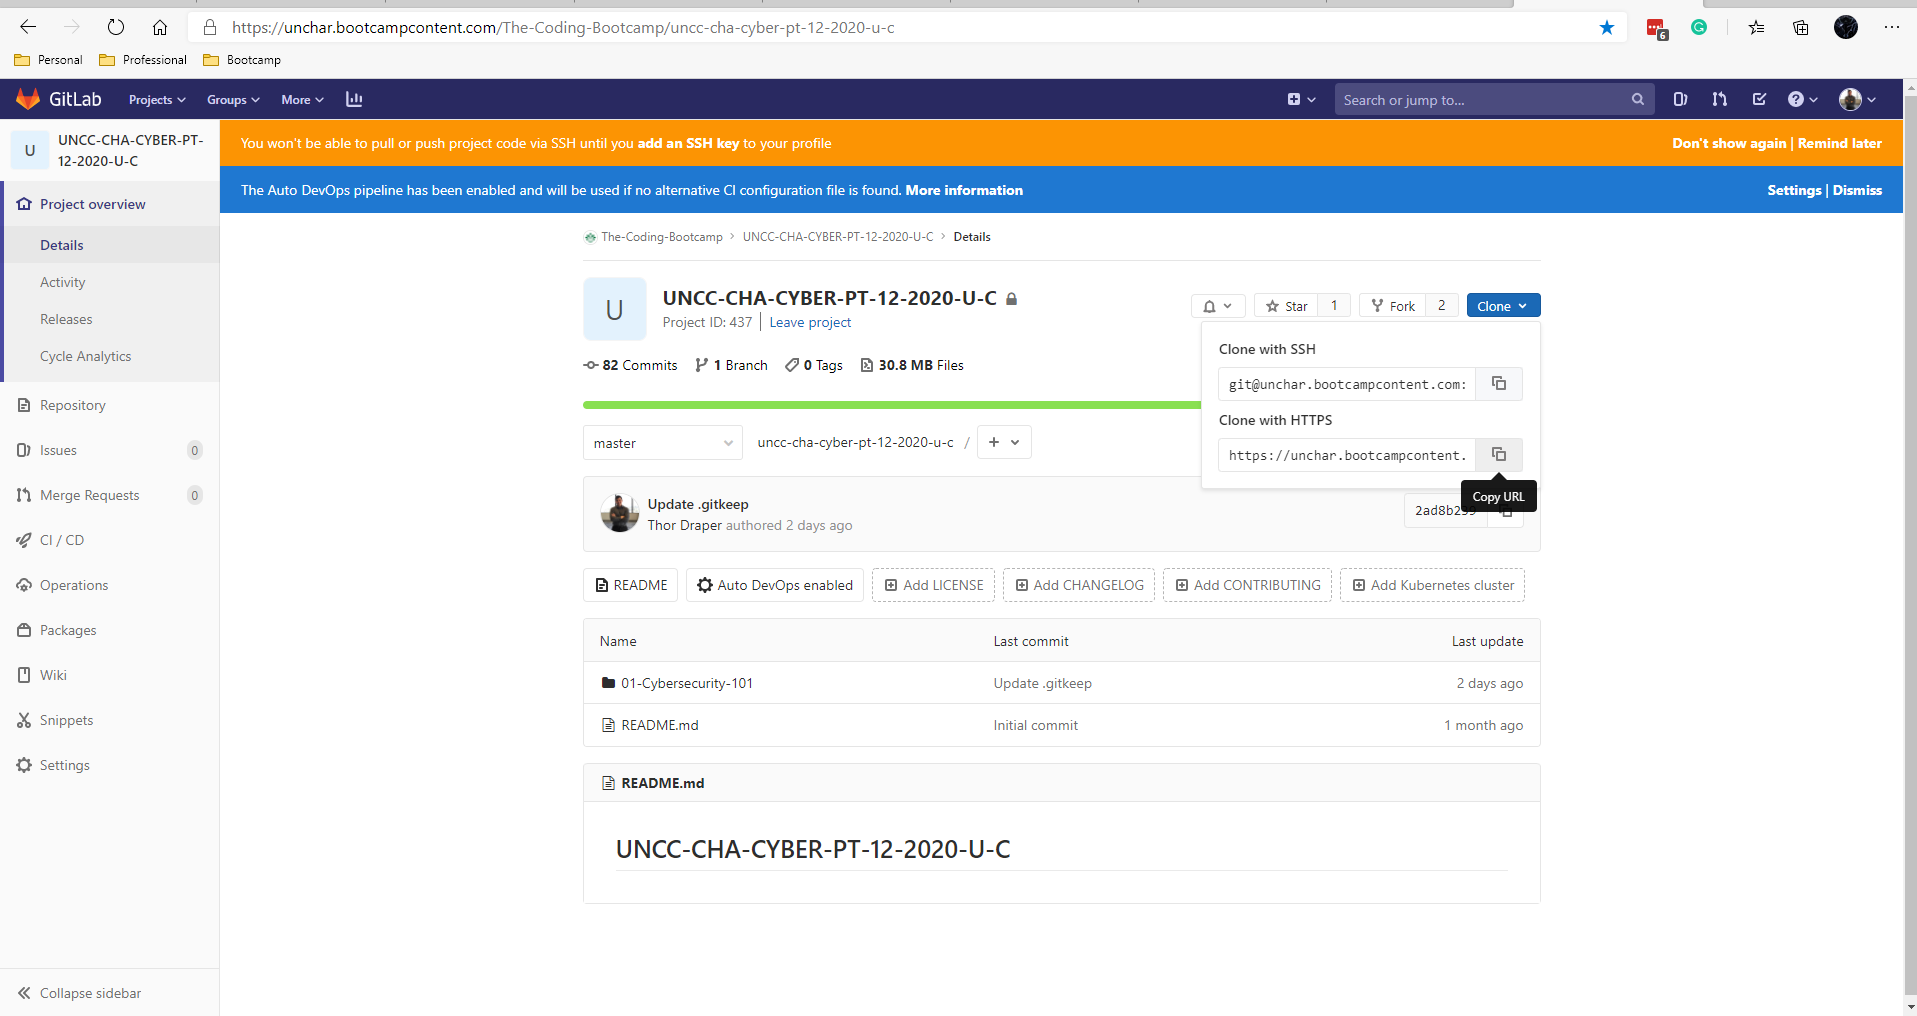 https://unchar.bootcampcontent.com/The-Coding-Bootcamp/uncc-cha-cyber-pt-12-2020-u-c
6
Personal Professional Bootcamp
GitLab Projects Groups More Search or jump to...
U UNCC-CHA-CYBER-PT-
12-2020-U-C
You won't be able to pull or push project code via SSH until you add an SSH key to your profile Don't show again | Remind later
The Auto DevOps pipeline has been enabled and will be used if no alternative CI configuration file is found. More information Settings | Dismiss
Project overview
Details
Activity
Releases
Cycle Analytics
Repository
Issues 0
Merge Requests 0
CI / CD
Operations
Packages
Wiki
Snippets
Settings
Collapse sidebar
The-Coding-Bootcamp > UNCC-CHA-CYBER-PT-12-2020-U-C > Details
U
UNCC-CHA-CYBER-PT-12-2020-U-C
Project ID: 437 | Leave project
Star 1 Fork 2 Clone
82 Commits 1 Branch 0 Tags 30.8 MB Files
Clone with SSH
git@unchar.bootcampcontent.com:
Clone with HTTPS
https://unchar.bootcampcontent.
Copy URL
master uncc-cha-cyber-pt-12-2020-u-c / +
Update .gitkeep
Thor Draper authored 2 days ago
README Auto DevOps enabled Add LICENSE Add CHANGELOG Add CONTRIBUTING Add Kubernetes cluster
Name Last commit Last update
01-Cybersecurity-101 Update .gitkeep 2 days ago
README.md Initial commit 1 month ago
README.md
UNCC-CHA-CYBER-PT-12-2020-U-C